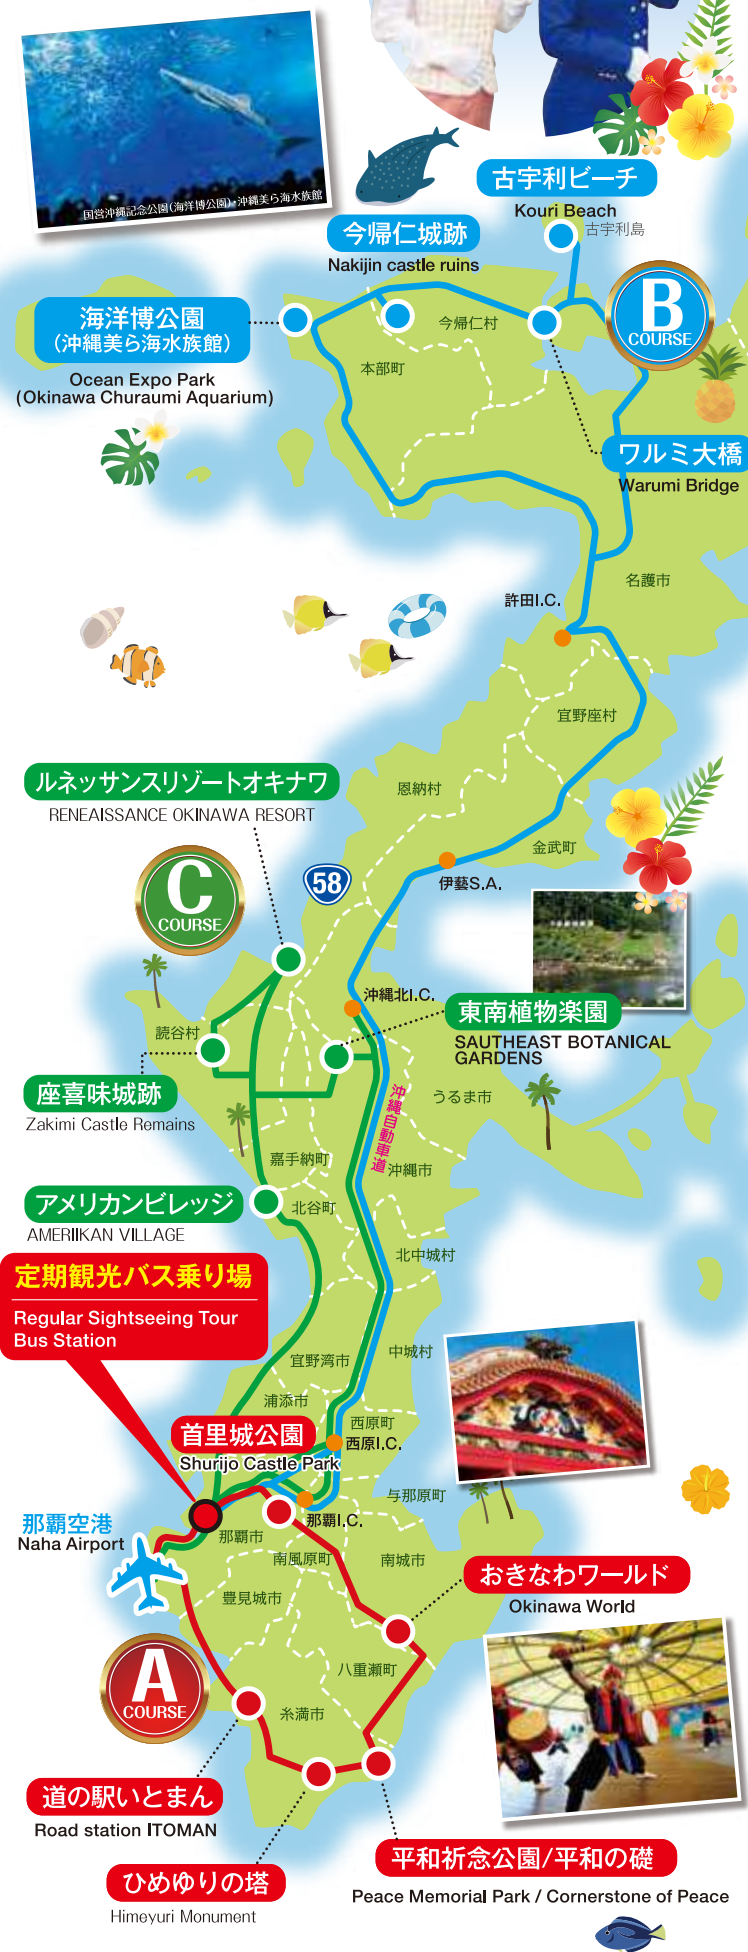 国営沖縄記念公園(海洋博公園)・沖縄美ら海水族館
古宇利ビーチ
Kouri Beach
古宇利島
今帰仁城跡
Nakijin castle ruins
海洋博公園
(沖縄美ら海水族館)
Ocean Expo Park
(Okinawa Churaumi Aquarium)
今帰仁村
B
COURSE
本部町
ワルミ大橋
Warumi Bridge
名護市
許田I.C.
宜野座村
ルネッサンスリゾートオキナワ
RENEAISSANCE OKINAWA RESORT
恩納村
金武町
伊藝S.A.
58
C
COURSE
沖縄北I.C.
東南植物楽園
SAUTHEAST BOTANICAL
GARDENS
読谷村
座喜味城跡
Zakimi Castle Remains
うるま市
沖縄自動車道
嘉手納町
沖縄市
アメリカンビレッジ
AMERIIKAN VILLAGE
北谷町
北中城村
定期観光バス乗り場
Regular Sightseeing Tour
Bus Station
中城村
宜野湾市
浦添市
西原町
首里城公園
Shurijo Castle Park
西原I.C.
与那原町
那覇空港
Naha Airport
那覇市
那覇I.C.
南風原町
南城市
おきなわワールド
Okinawa World
豊見城市
八重瀬町
A
COURSE
糸満市
道の駅いとまん
Road station ITOMAN
ひめゆりの塔
Himeyuri Monument
平和祈念公園/平和の礎
Peace Memorial Park / Cornerstone of Peace